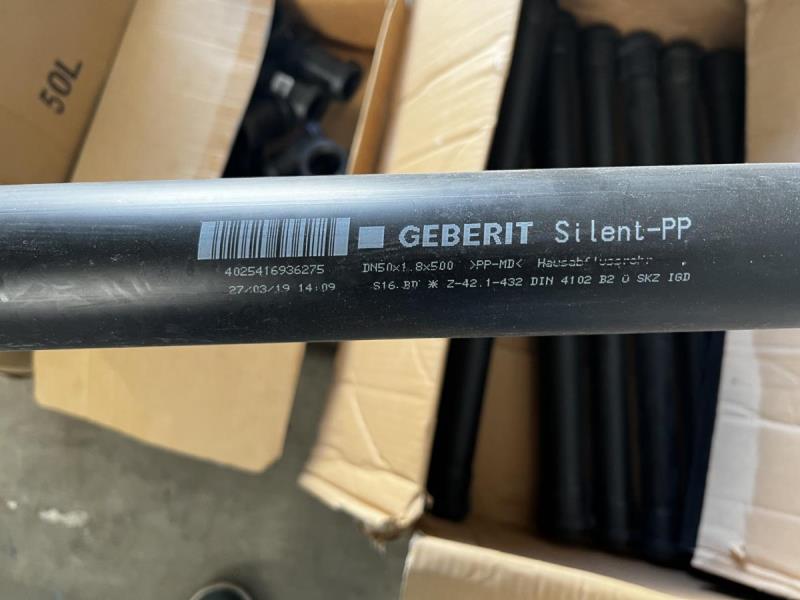 50L
GEBERIT Silent-PP
4025416936275 DN50x1.8x500 >PP-MD< Hausabflussrohr
27/03/19 14:09 S16.BD ✳ Z-42.1-432 DIN 4102 B2 Ü SKZ IGD